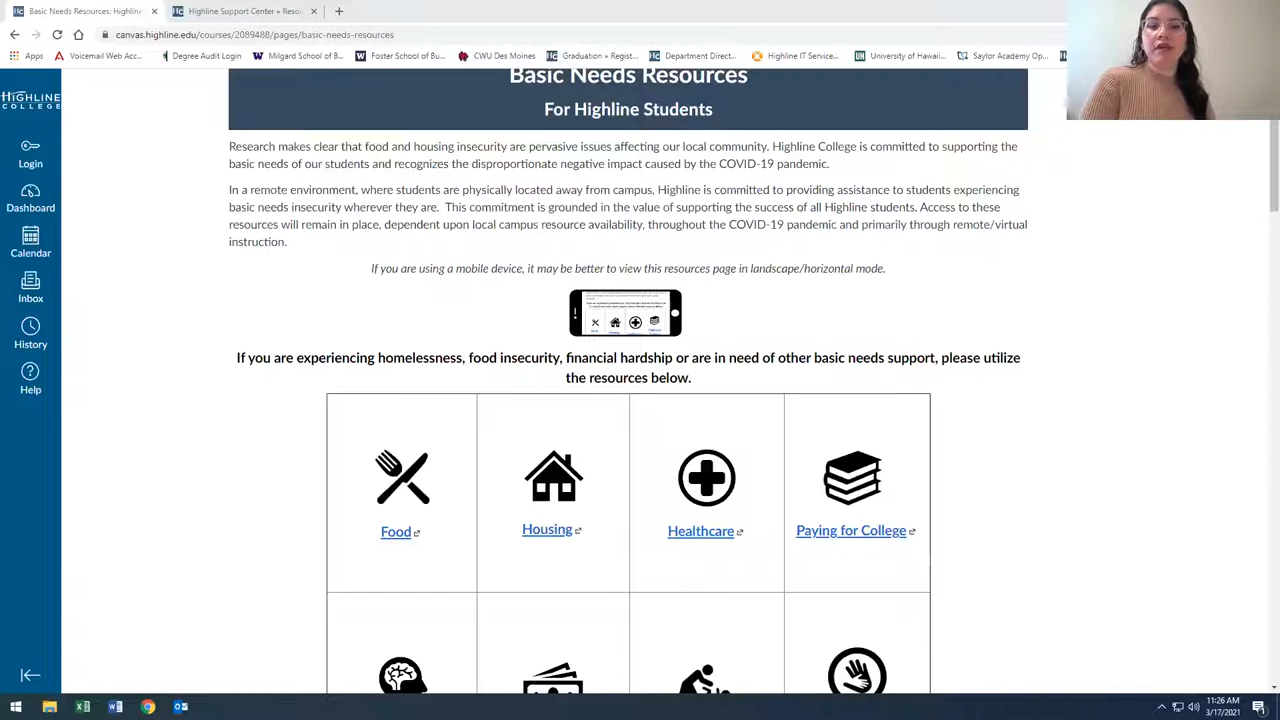 Basic Needs Resources: Highline
Highline Support Center » Resou
canvas.highline.edu/courses/2089488/pages/basic-needs-resources
Apps
Voicemail Web Acc...
Degree Audit Login
Milgard School of B...
Foster School of Bu...
CWU Des Moines
Graduation » Regist...
Department Direct...
Highline IT Service...
University of Hawaii...
Saylor Academy Op...
HIGHLINE
COLLEGE
Login
Dashboard
Calendar
Inbox
History
Help
Basic Needs Resources
For Highline Students
Research makes clear that food and housing insecurity are pervasive issues affecting our local community. Highline College is committed to supporting the
basic needs of our students and recognizes the disproportionate negative impact caused by the COVID-19 pandemic.
In a remote environment, where students are physically located away from campus, Highline is committed to providing assistance to students experiencing
basic needs insecurity wherever they are. This commitment is grounded in the value of supporting the success of all Highline students. Access to these
resources will remain in place, dependent upon local campus resource availability, throughout the COVID-19 pandemic and primarily through remote/virtual
instruction.
If you are using a mobile device, it may be better to view this resources page in landscape/horizontal mode.
If you are experiencing homelessness, food insecurity, financial hardship or are in need of other basic needs support, please utilize
the resources below.
Food
Housing
Healthcare
Paying for College
11:26 AM
3/17/2021